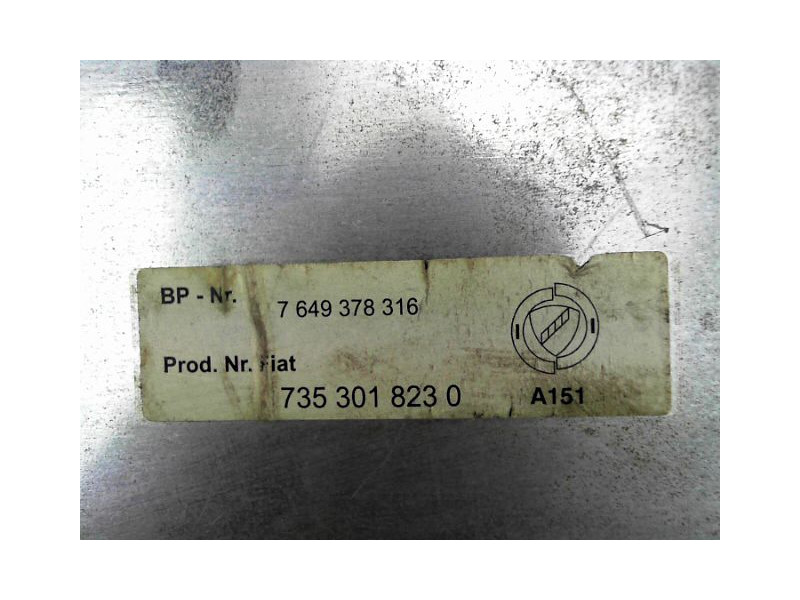 BP - Nr. 7 649 378 316
Prod. Nr. Fiat
735 301 823 0 A151